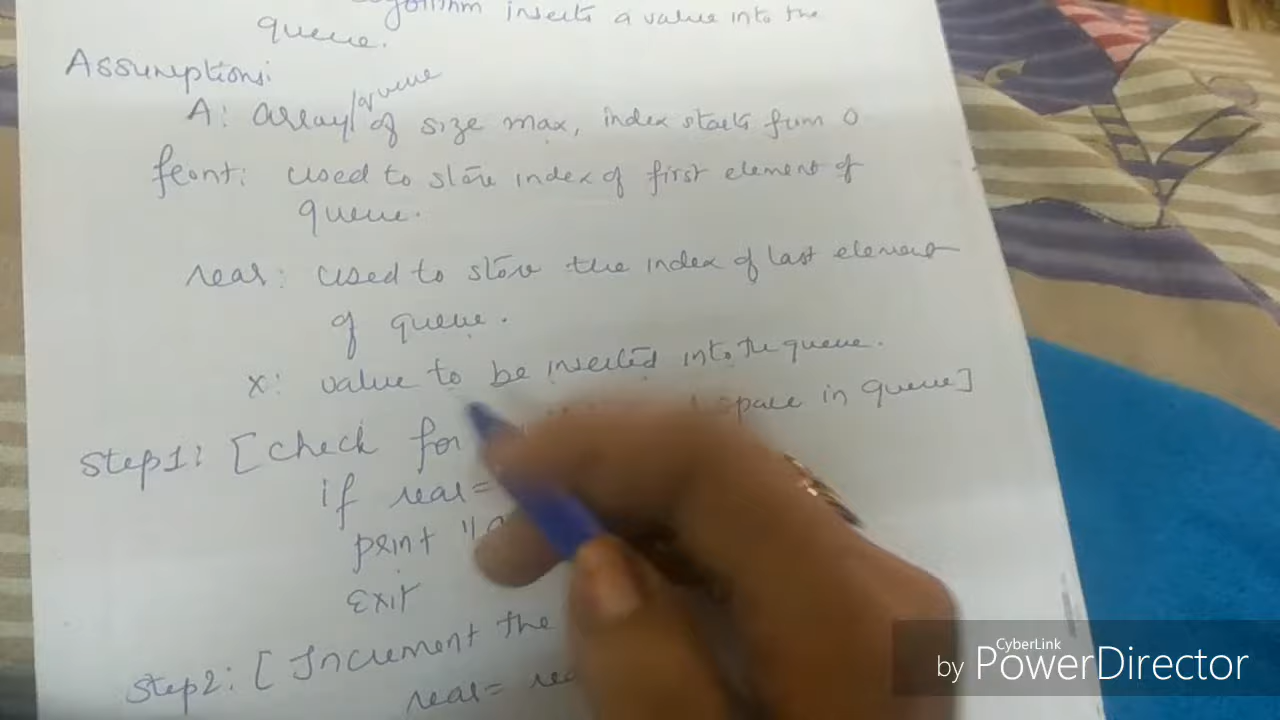 inserts a value into the
queue.
Assumptions:
A: array/queue of size max, index starts from 0
front: used to store index of first element of
queue.
rear: used to store the index of last element
of queue.
x: value to be inserted into the queue.
Step1: [check for space in queue]
if rear=
print "
Exit
Step2: [Increment the
rear=
CyberLink
by PowerDirector